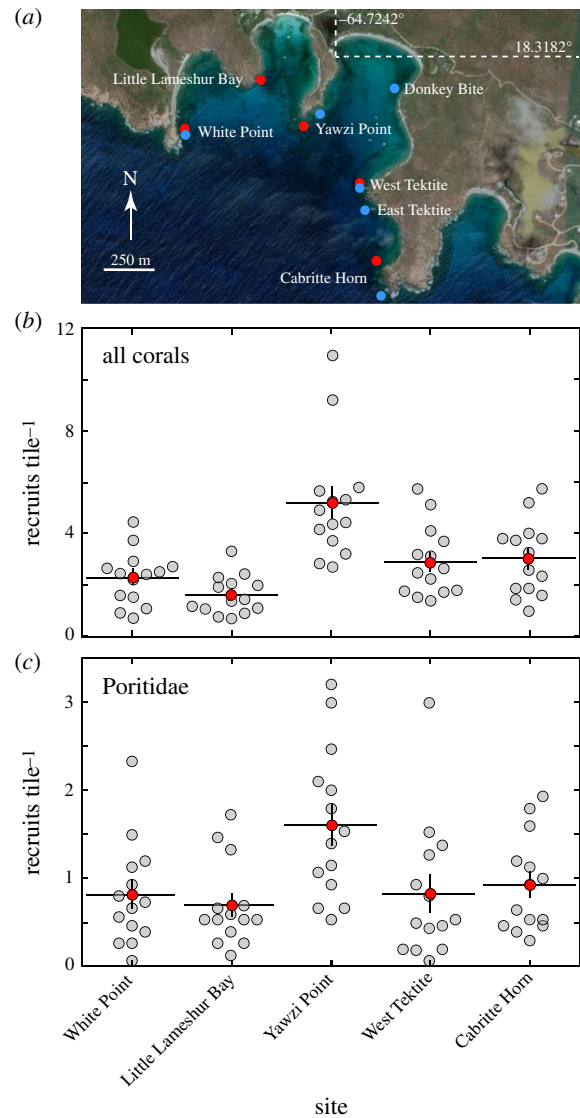 (a)
–64.7242°
18.3182°
Little Lameshur Bay
Donkey Bite
White Point
Yawzi Point
N
West Tektite
East Tektite
Cabritte Horn
250 m
(b)
12
all corals
8
4
0
recruits tile⁻¹
(c)
Poritidae
3
2
1
0
recruits tile⁻¹
White Point
Little Lameshur Bay
Yawzi Point
West Tektite
Cabritte Horn
site